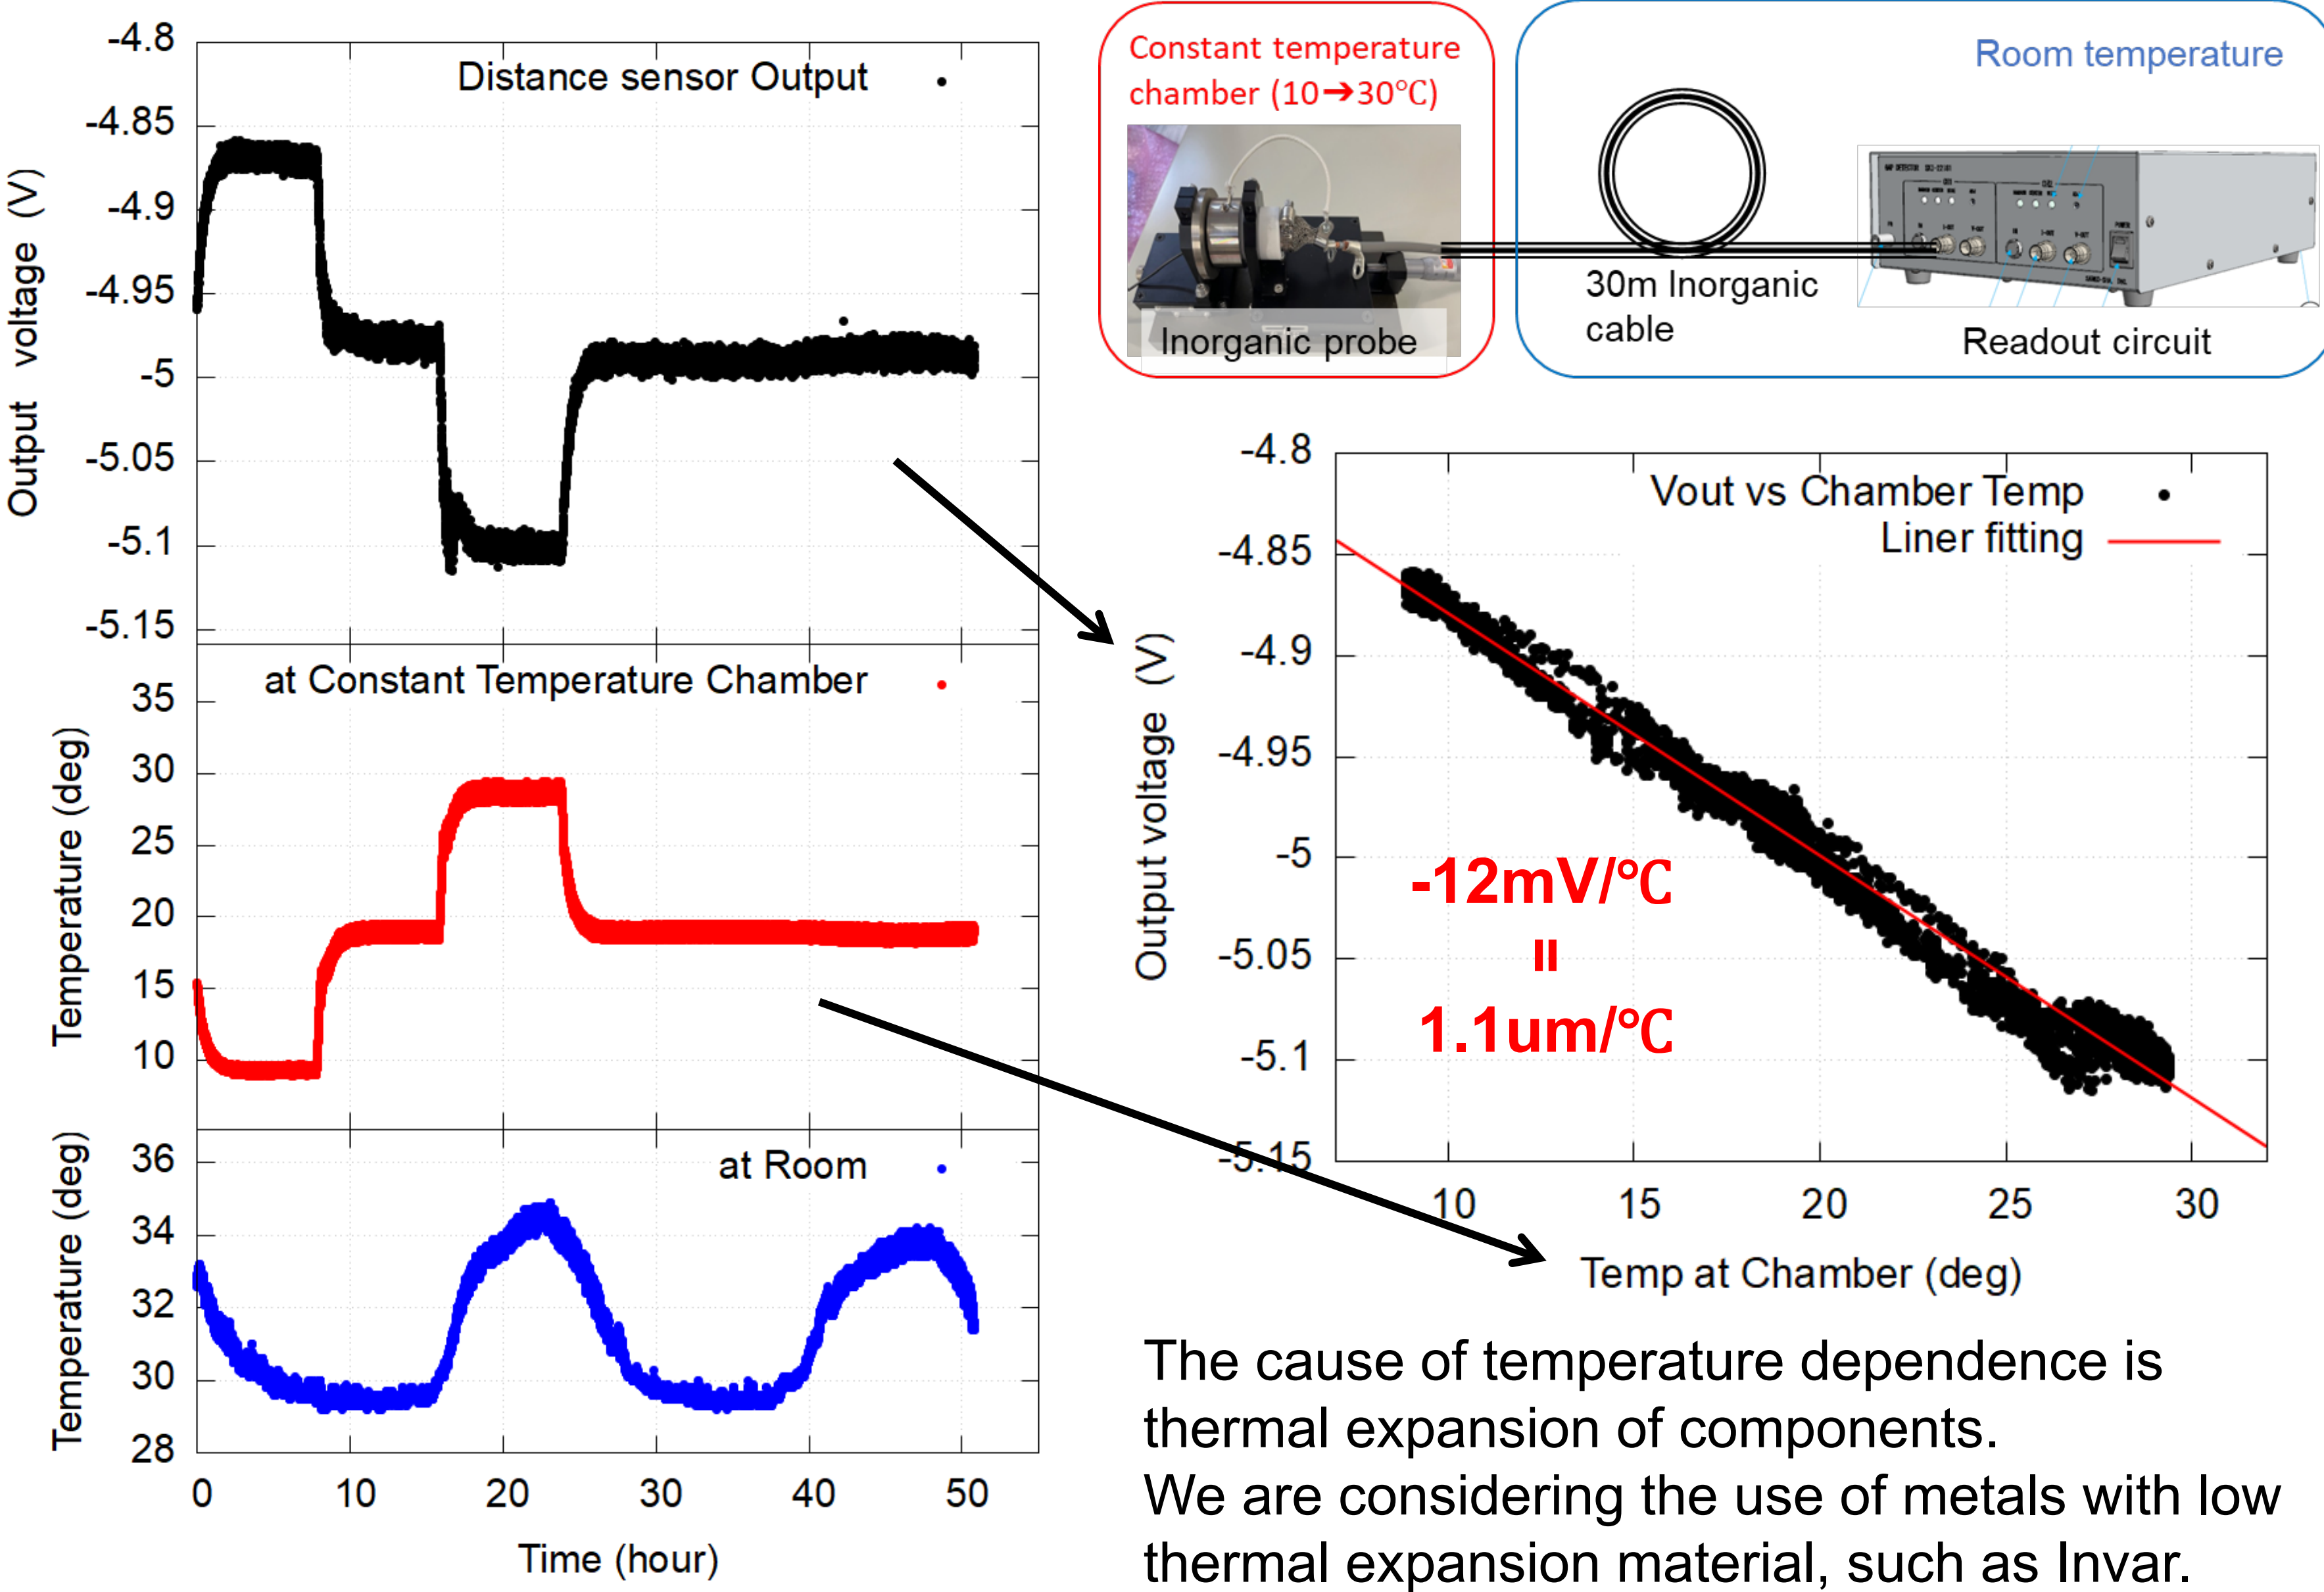 -4.8
-4.85
-4.9
-4.95
-5
-5.05
-5.1
-5.15
Output voltage (V)
Distance sensor Output
35
30
25
20
15
10
Temperature (deg)
at Constant Temperature Chamber
36
34
32
30
28
Temperature (deg)
at Room
0 10 20 30 40 50
Time (hour)
Constant temperature
chamber (10➔30℃)
Inorganic probe
Room temperature
30m Inorganic
cable
POWER
Readout circuit
-4.8
-4.85
-4.9
-4.95
-5
-5.05
-5.1
-5.15
Output voltage (V)
Vout vs Chamber Temp
Liner fitting
-12mV/℃
=
1.1um/℃
10 15 20 25 30
Temp at Chamber (deg)
The cause of temperature dependence is
thermal expansion of components.
We are considering the use of metals with low
thermal expansion material, such as Invar.